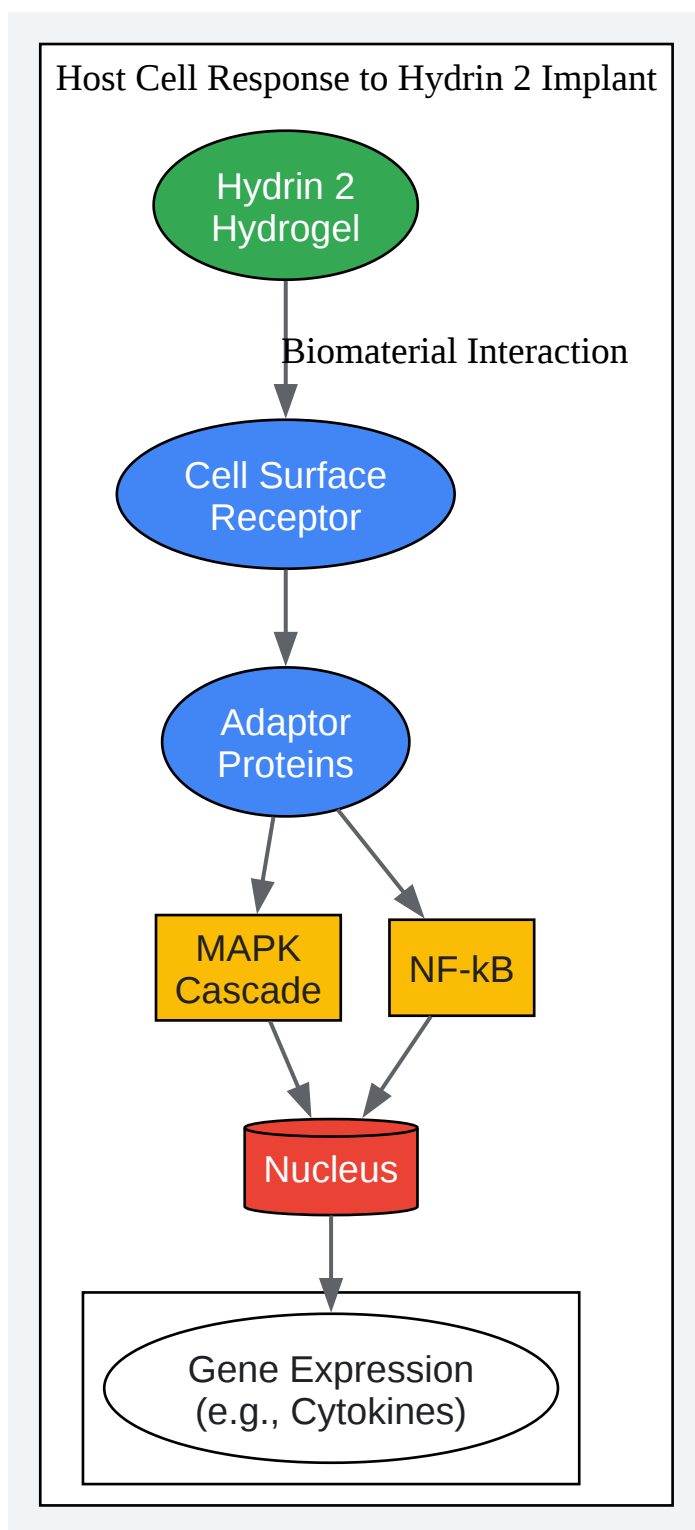 Host Cell Response to Hydrin 2 Implant
Hydrin 2
Hydrogel
Biomaterial Interaction
Cell Surface
Receptor
Adaptor
Proteins
MAPK
Cascade
NF-kB
Nucleus
Gene Expression
(e.g., Cytokines)